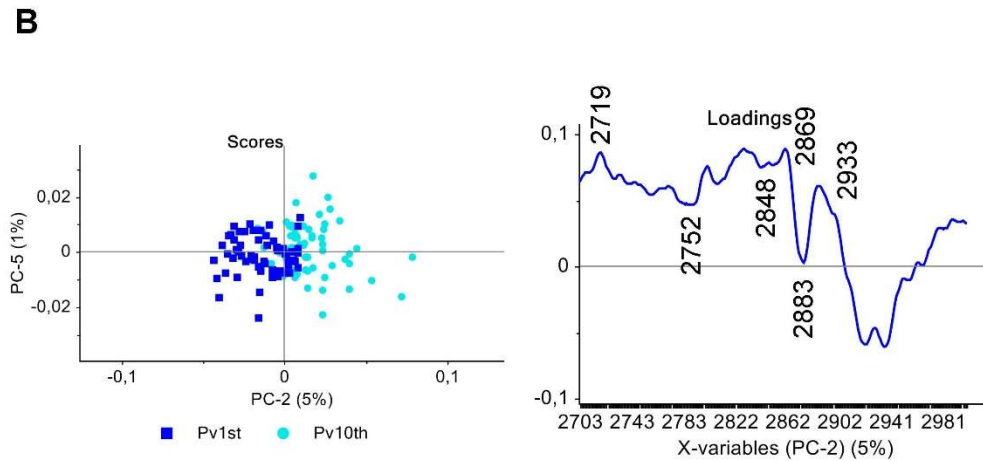 B
Scores
0,02
0
-0,02
PC-5 (1%)
-0,1
0
0,1
PC-2 (5%)
Pv1st
Pv10th
Loadings
0,1
0
-0,1
2719
2752
2848
2869
2883
2933
2703 2743 2783 2822 2862 2902 2941 2981
X-variables (PC-2) (5%)